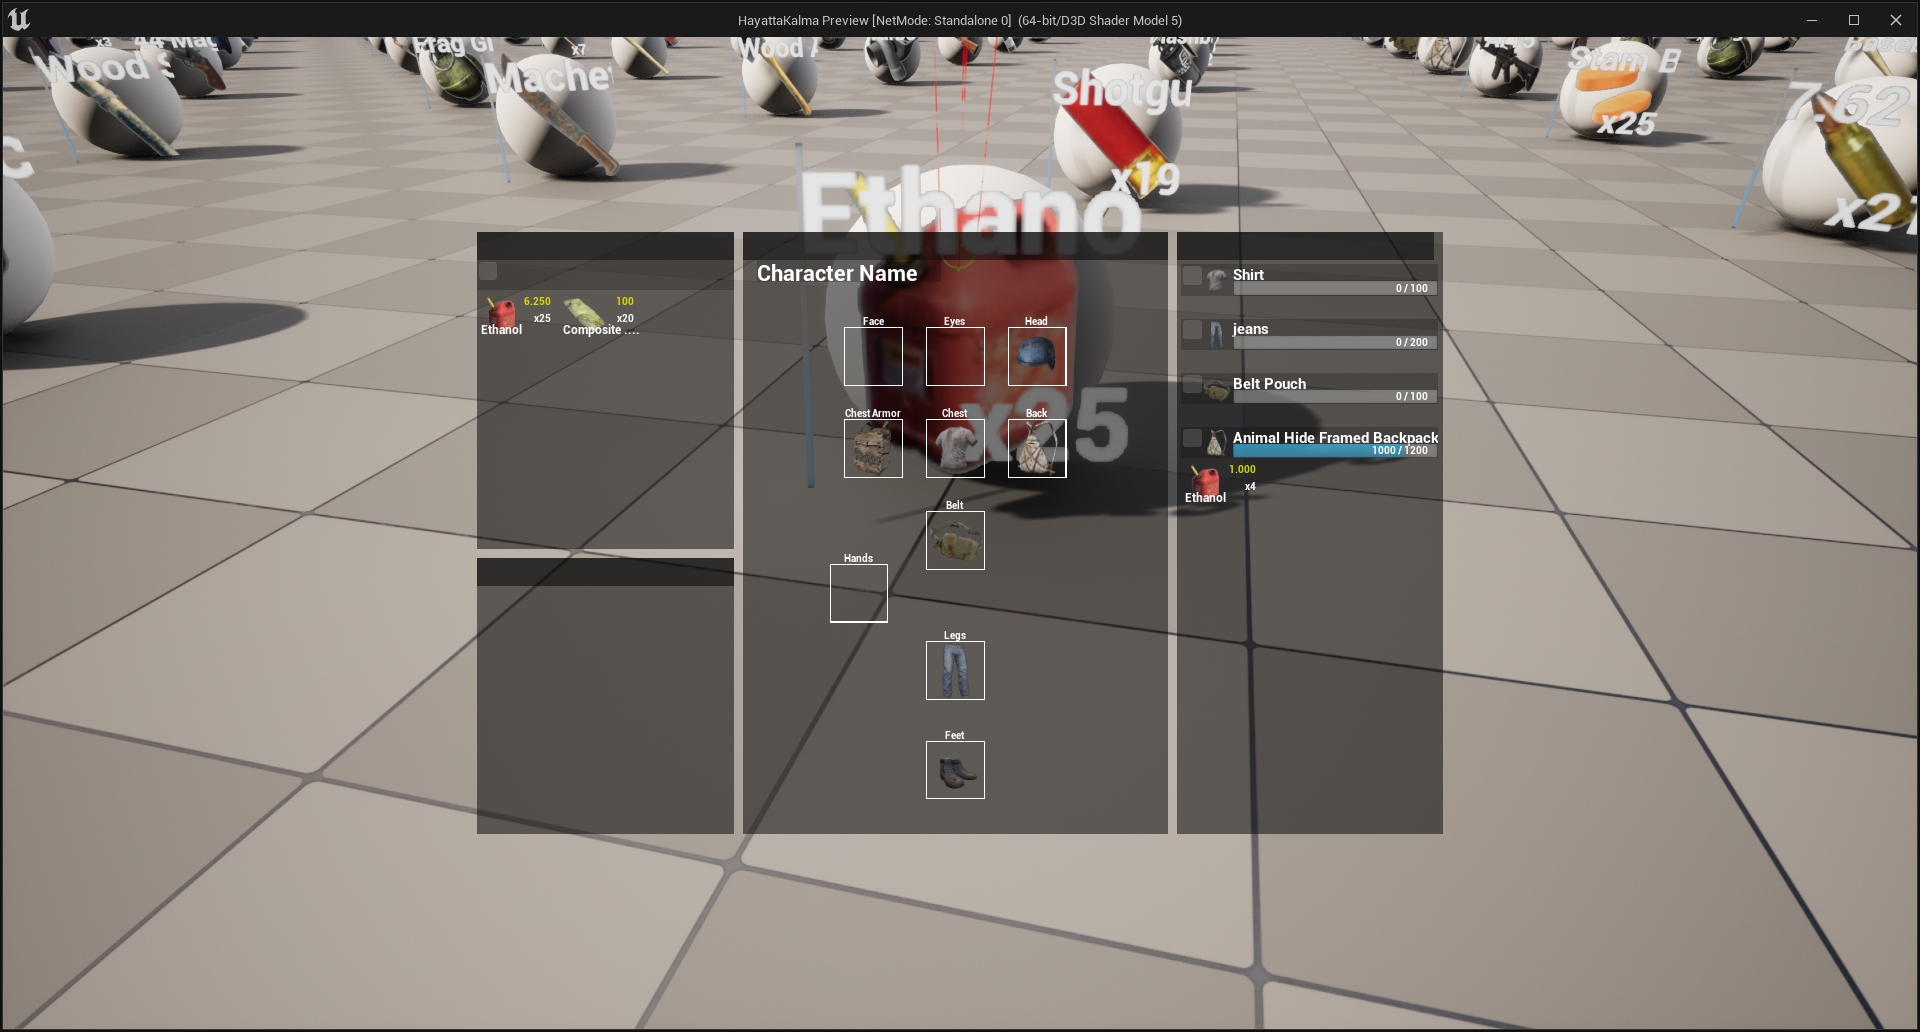 HayattaKalma Preview [NetMode: Standalone 0] (64-bit/D3D Shader Model 5)
x3
Frag Gr
x7
Wood
Wood S
Mache
Shotgu
x19
Stam B
x25
7.62
x2
Ethano
x25
6.250
x25
Ethanol
100
x20
Composite ....
Character Name
Face
Eyes
Head
Chest Armor
Chest
Back
Belt
Hands
Legs
Feet
Shirt
0 / 100
jeans
0 / 200
Belt Pouch
0 / 100
Animal Hide Framed Backpack
1000 / 1200
1.000
x4
Ethanol